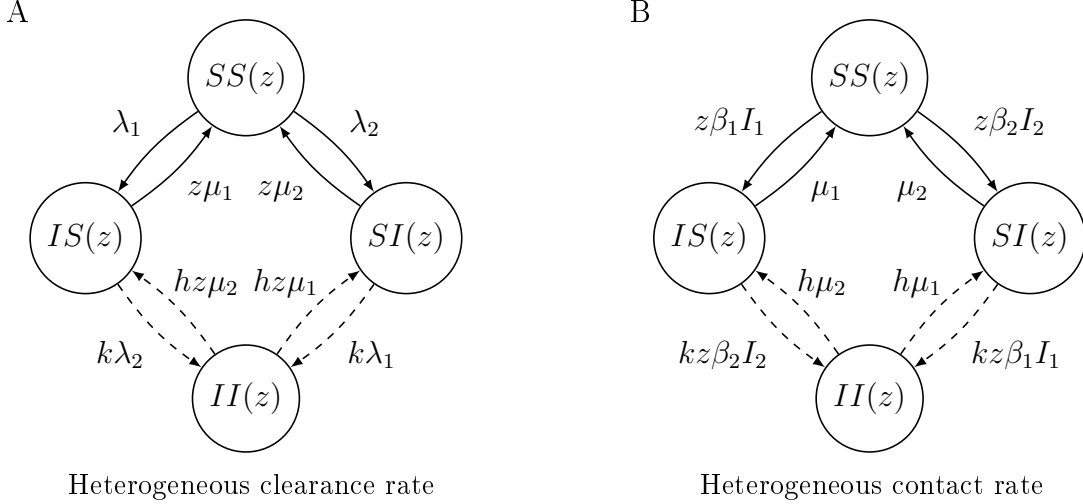 A
B
SS(z)
SS(z)
λ₁
λ₂
zβ₁I₁
zβ₂I₂
zμ₁
zμ₂
μ₁
μ₂
IS(z)
SI(z)
IS(z)
SI(z)
hzμ₂
hzμ₁
hμ₂
hμ₁
kλ₂
kλ₁
kzβ₂I₂
kzβ₁I₁
II(z)
II(z)
Heterogeneous clearance rate
Heterogeneous contact rate